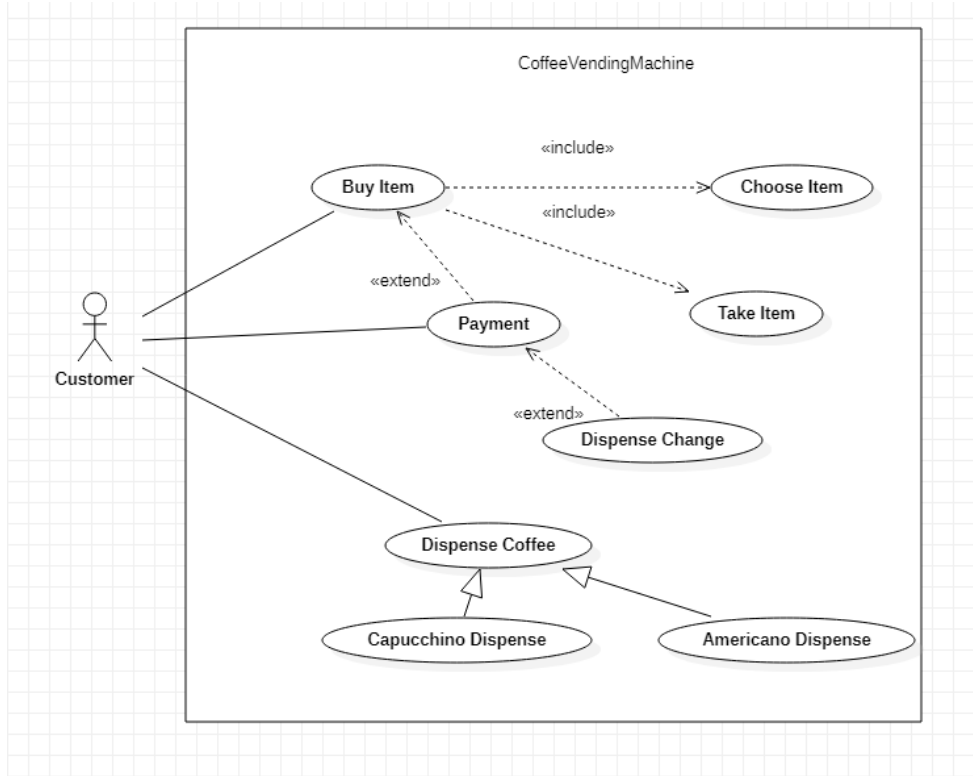 CoffeeVendingMachine
«include»
Buy Item
Choose Item
«include»
«extend»
Take Item
Payment
Customer
«extend»
Dispense Change
Dispense Coffee
Capucchino Dispense
Americano Dispense